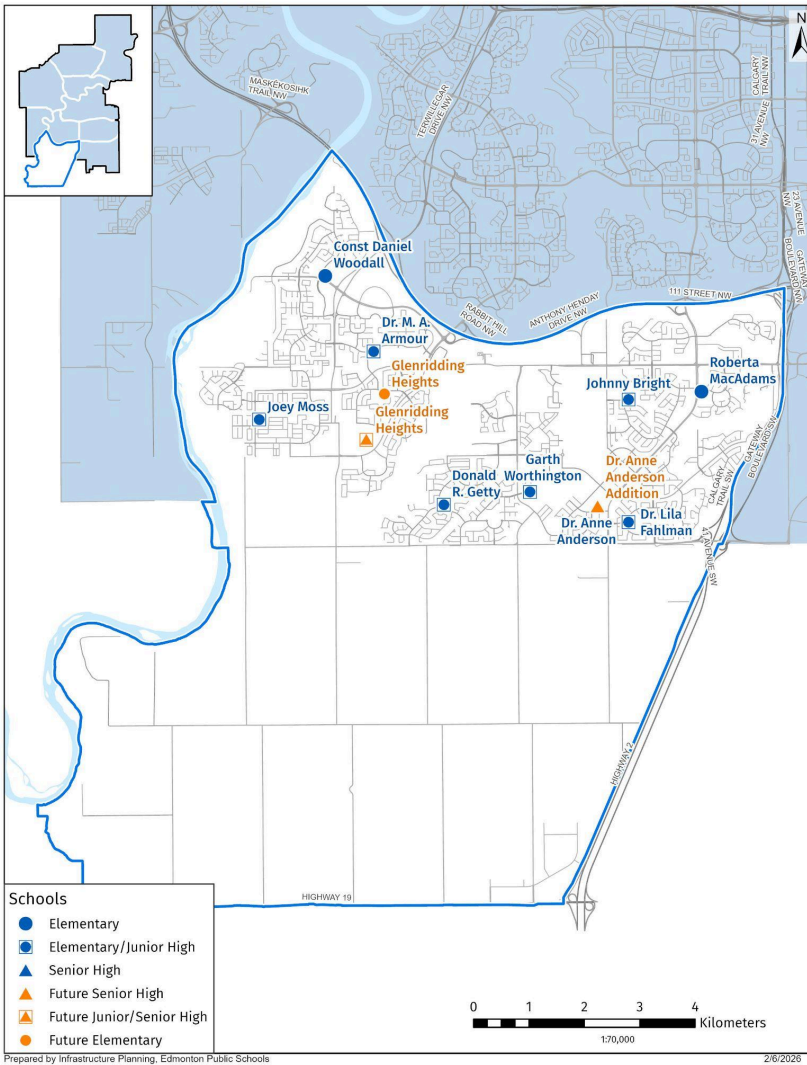 N
MASKÊKOSIHK
TRAIL NW
TERWILLEGAR
DRIVE NW
CALGARY
TRAIL NW
31 AVENUE
NW
23 AVENUE
NW
GATEWAY
BOULEVARD NW
Const Daniel
Woodall
111 STREET NW
RABBIT HILL
ROAD NW
ANTHONY HENDAY
DRIVE NW
Dr. M. A.
Armour
Glenridding
Heights
Roberta
MacAdams
Johnny Bright
Joey Moss
Glenridding
Heights
GATEWAY
BOULEVARD SW
CALGARY
TRAIL SW
Donald
R. Getty
Garth
Worthington
Dr. Anne
Anderson
Addition
Dr. Anne
Anderson
Dr. Lila
Fahlman
41 AVENUE SW
HIGHWAY 2
HIGHWAY 19
Schools
Elementary
Elementary/Junior High
Senior High
Future Senior High
Future Junior/Senior High
Future Elementary
0 1 2 3 4
Kilometers
1:70,000
Prepared by Infrastructure Planning, Edmonton Public Schools
2/6/2026